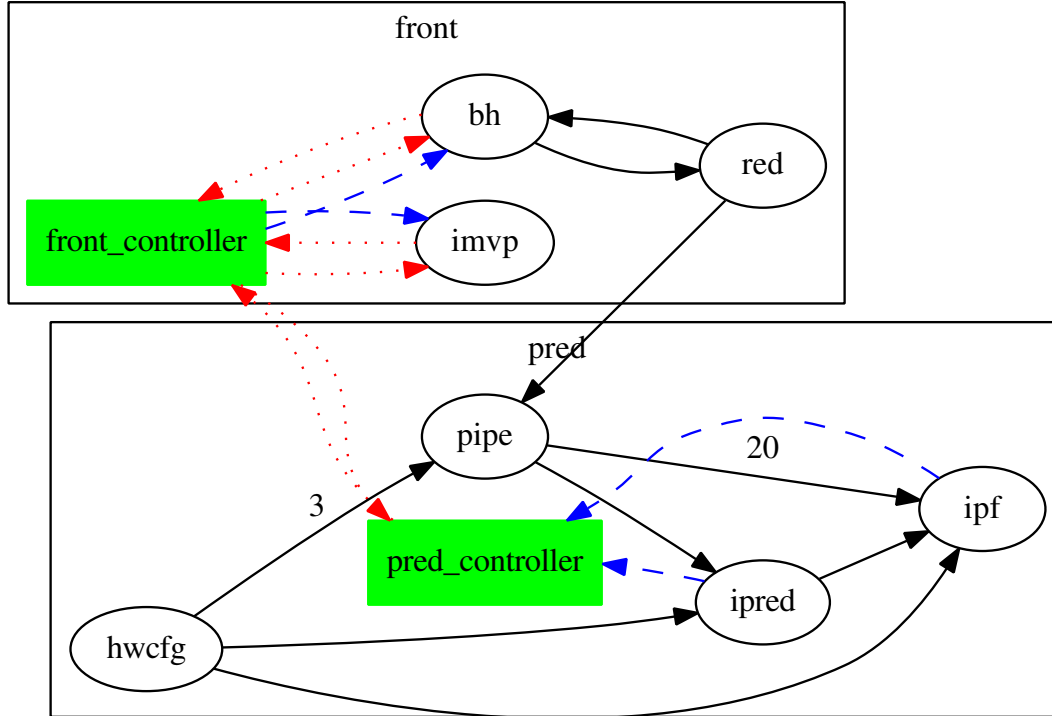 front
bh
red
front_controller
imvp
pred
pipe
20
3
ipf
pred_controller
ipred
hwcfg